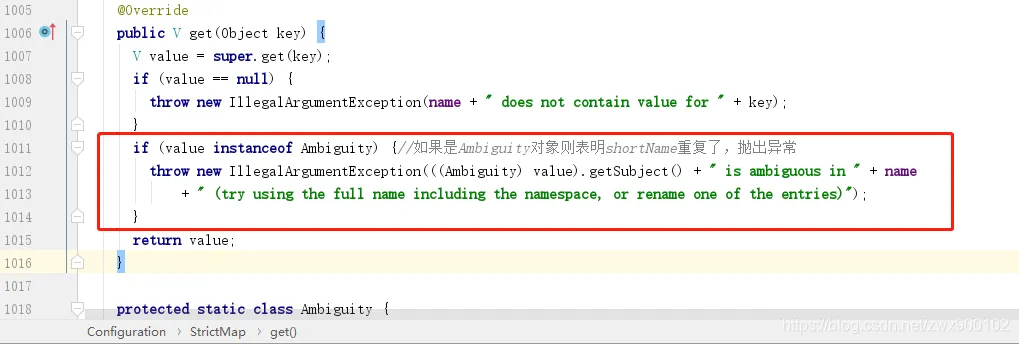 1005 @Override
1006 public V get(Object key) {
1007 V value = super.get(key);
1008 if (value == null) {
1009 throw new IllegalArgumentException(name + " does not contain value for " + key);
1010 }
1011 if (value instanceof Ambiguity) {//如果是Ambiguity对象则表明shortName重复了，抛出异常
1012 throw new IllegalArgumentException(((Ambiguity) value).getSubject() + " is ambiguous in " + name
1013 + " (try using the full name including the namespace, or rename one of the entries)");
1014 }
1015 return value;
1016 }
1017
1018 protected static class Ambiguity {
Configuration > StrictMap > get()
https://blog.csdn.net/zwx900102